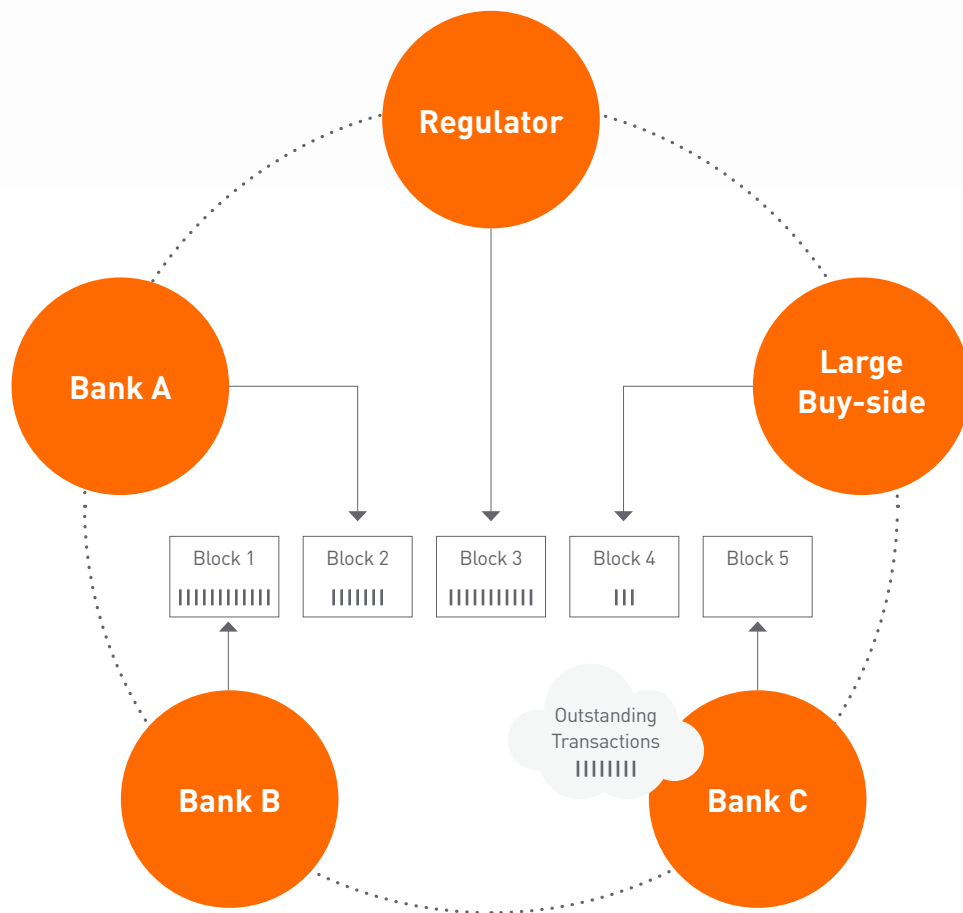 Regulator
Bank A
Large
Buy-side
Block 1
Block 2
Block 3
Block 4
Block 5
Outstanding
Transactions
Bank B
Bank C